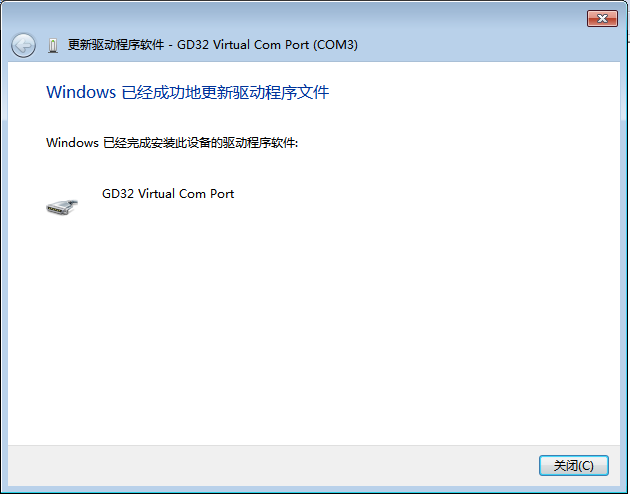 更新驱动程序软件 - GD32 Virtual Com Port (COM3)
Windows 已经成功地更新驱动程序文件
Windows 已经完成安装此设备的驱动程序软件:
GD32 Virtual Com Port
关闭(C)